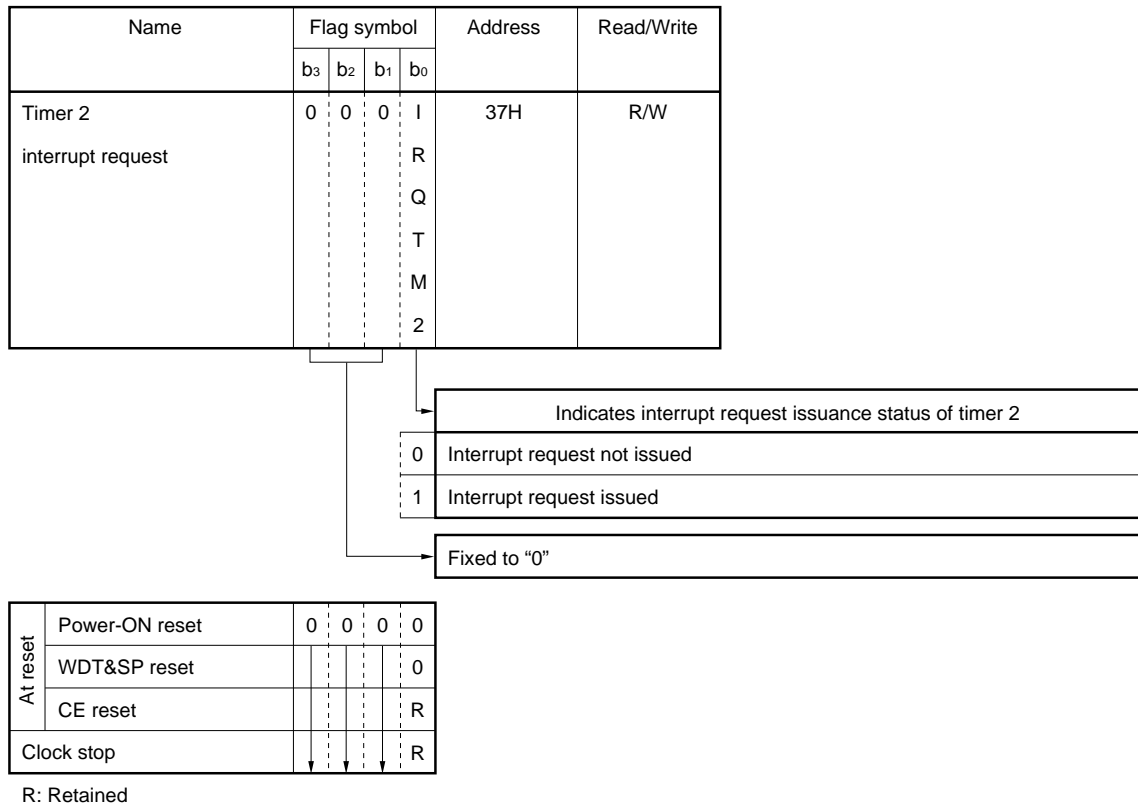 Name Flag symbol Address Read/Write
b3 b2 b1 b0
Timer 2 0 0 0 I 37H R/W
interrupt request R
Q
T
M
2
Indicates interrupt request issuance status of timer 2
0 Interrupt request not issued
1 Interrupt request issued
Fixed to “0”
At reset
Power-ON reset 0 0 0 0
WDT&SP reset 0
CE reset R
Clock stop R
R: Retained